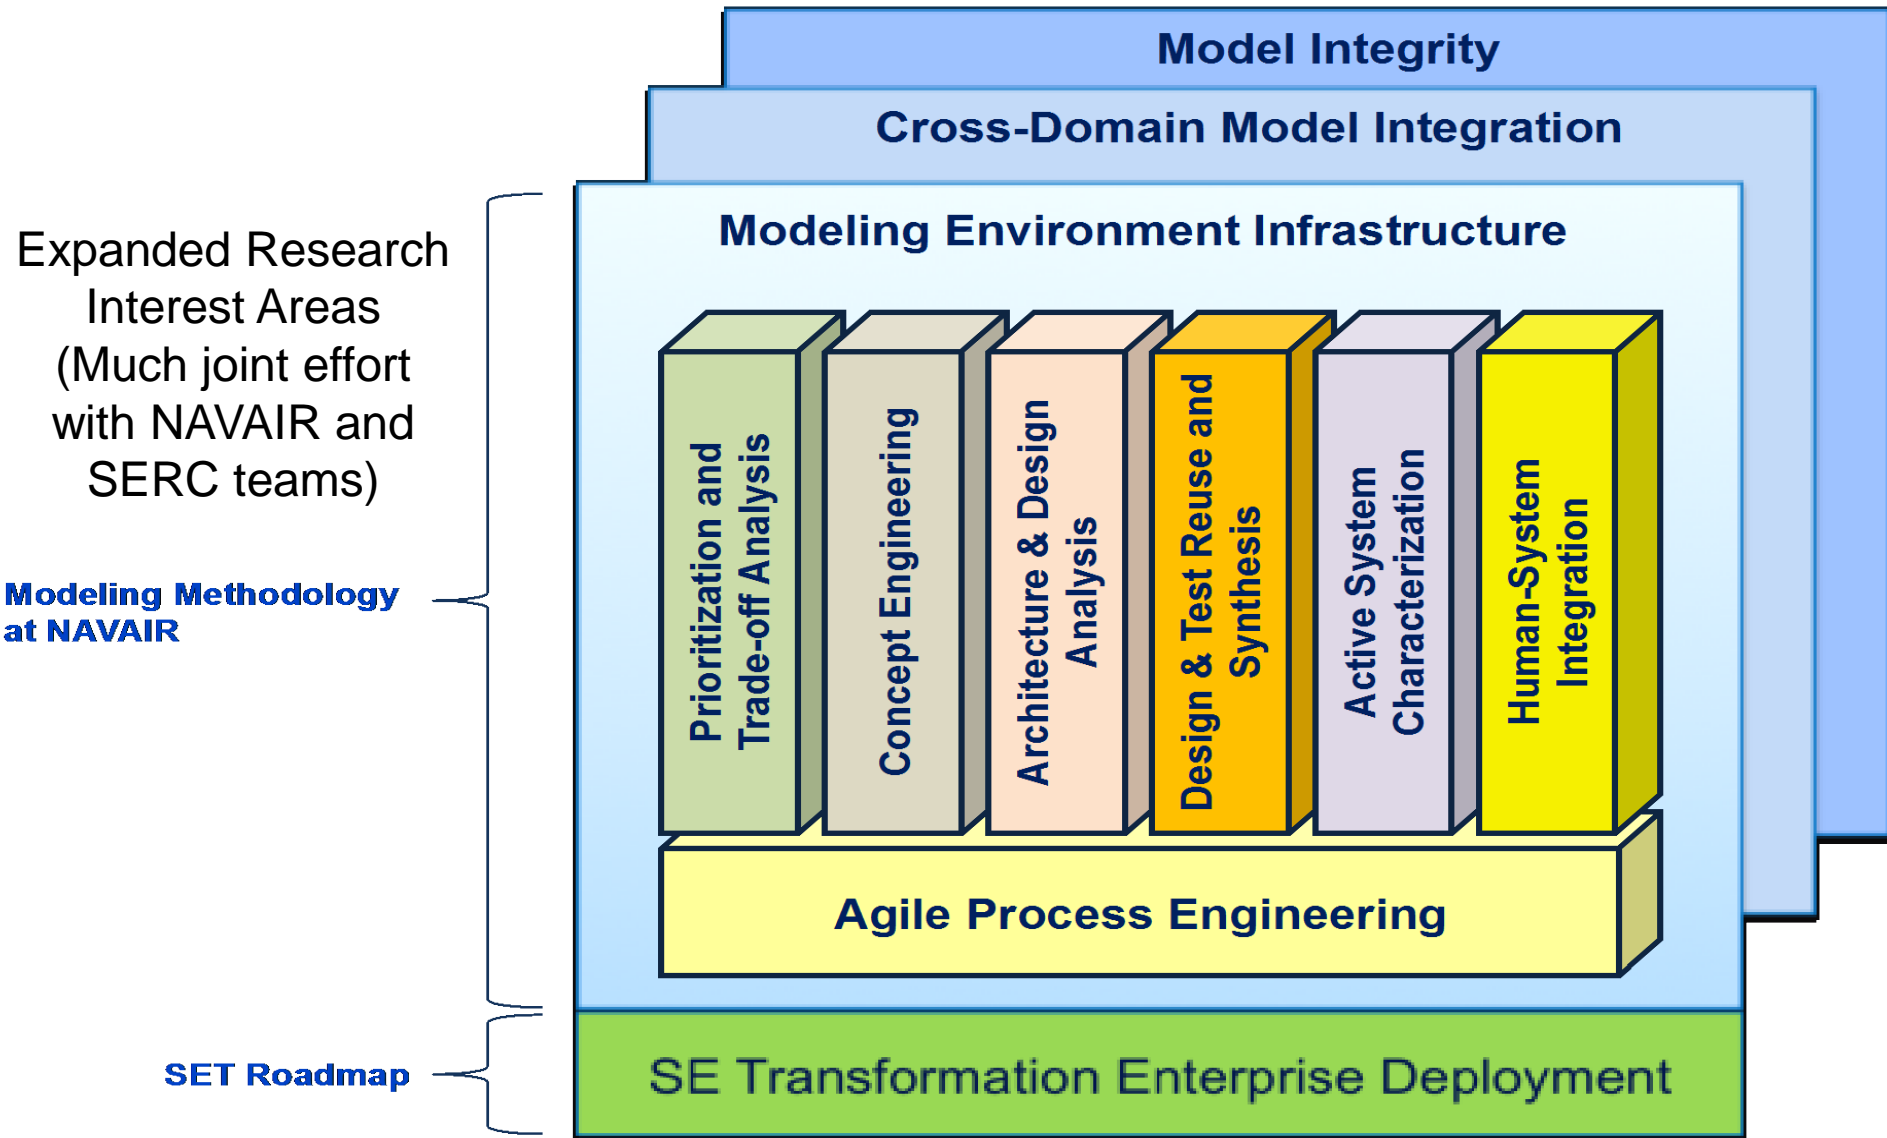 Model Integrity
Cross-Domain Model Integration
Modeling Environment Infrastructure
Expanded Research
Interest Areas
(Much joint effort
with NAVAIR and
SERC teams)
Modeling Methodology
at NAVAIR
Prioritization and
Trade-off Analysis
Concept Engineering
Architecture & Design
Analysis
Design & Test Reuse and
Synthesis
Active System
Characterization
Human-System
Integration
Agile Process Engineering
SET Roadmap
SE Transformation Enterprise Deployment